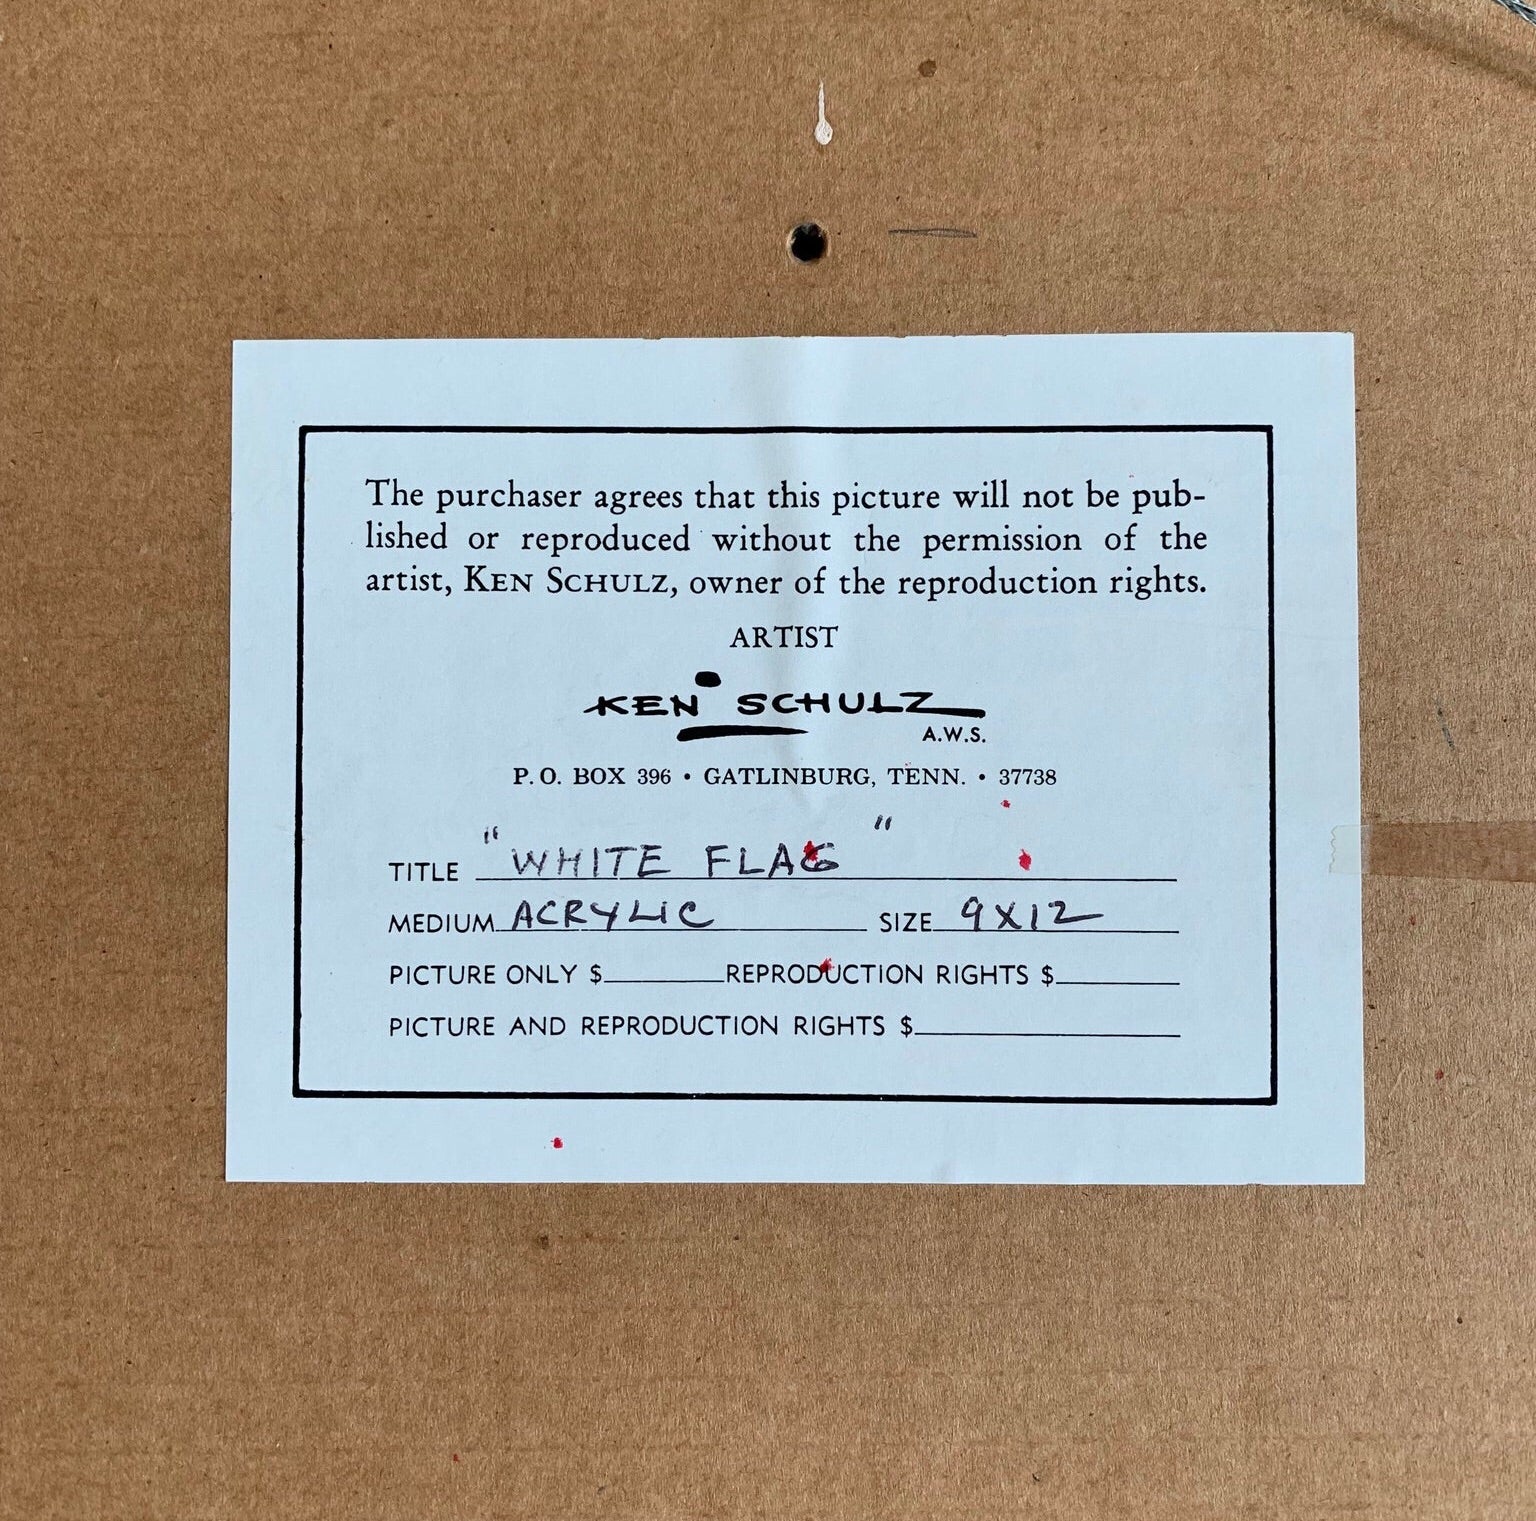 The purchaser agrees that this picture will not be pub-
lished or reproduced without the permission of the
artist, KEN SCHULZ, owner of the reproduction rights.
ARTIST
KEN SCHULZ
A.W.S.
P. O. BOX 396 • GATLINBURG, TENN. • 37738
TITLE "WHITE FLAG"
MEDIUM ACRYLIC SIZE 9X12
PICTURE ONLY $ REPRODUCTION RIGHTS $
PICTURE AND REPRODUCTION RIGHTS $